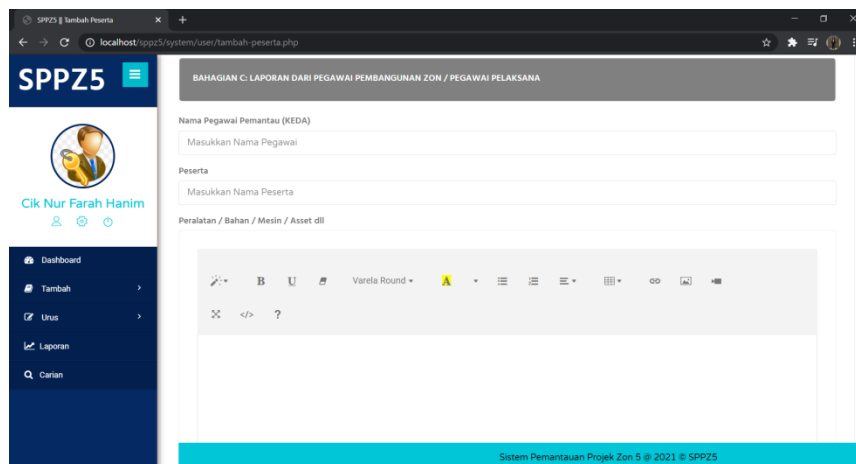 SPPZ5 || Tambah Peserta
localhost/sppz5/system/user/tambah-peserta.php
SPPZ5
BAHAGIAN C: LAPORAN DARI PEGAWAI PEMBANGUNAN ZON / PEGAWAI PELAKSANA
Nama Pegawai Pemantau (KEDA)
Masukkan Nama Pegawai
Peserta
Masukkan Nama Peserta
Cik Nur Farah Hanim
Peralatan / Bahan / Mesin / Asset dll
Dashboard
Tambah
Urus
Laporan
Carian
B U Varela Round A
</> ?
Sistem Pemantauan Projek Zon 5 @ 2021 © SPPZ5